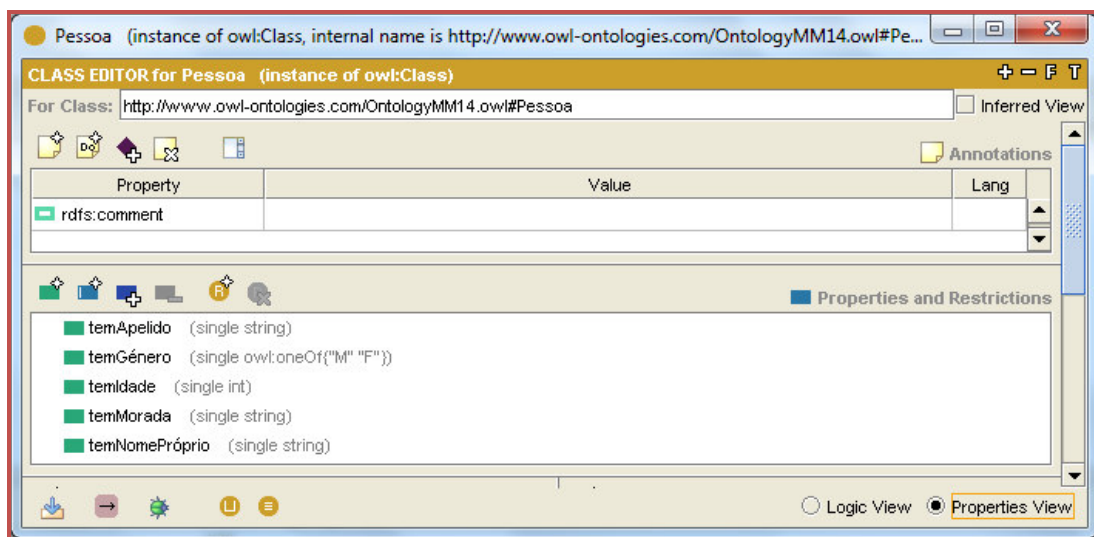 Pessoa (instance of owl:Class, internal name is http://www.owl-ontologies.com/OntologyMM14.owl#Pe...
CLASS EDITOR for Pessoa (instance of owl:Class) F T
For Class: http://www.owl-ontologies.com/OntologyMM14.owl#Pessoa Inferred View
Annotations
Property Value Lang
rdfs:comment
Properties and Restrictions
temApelido (single string)
temGénero (single owl:oneOf{"M" "F"})
temIdade (single int)
temMorada (single string)
temNomePróprio (single string)
Logic View Properties View